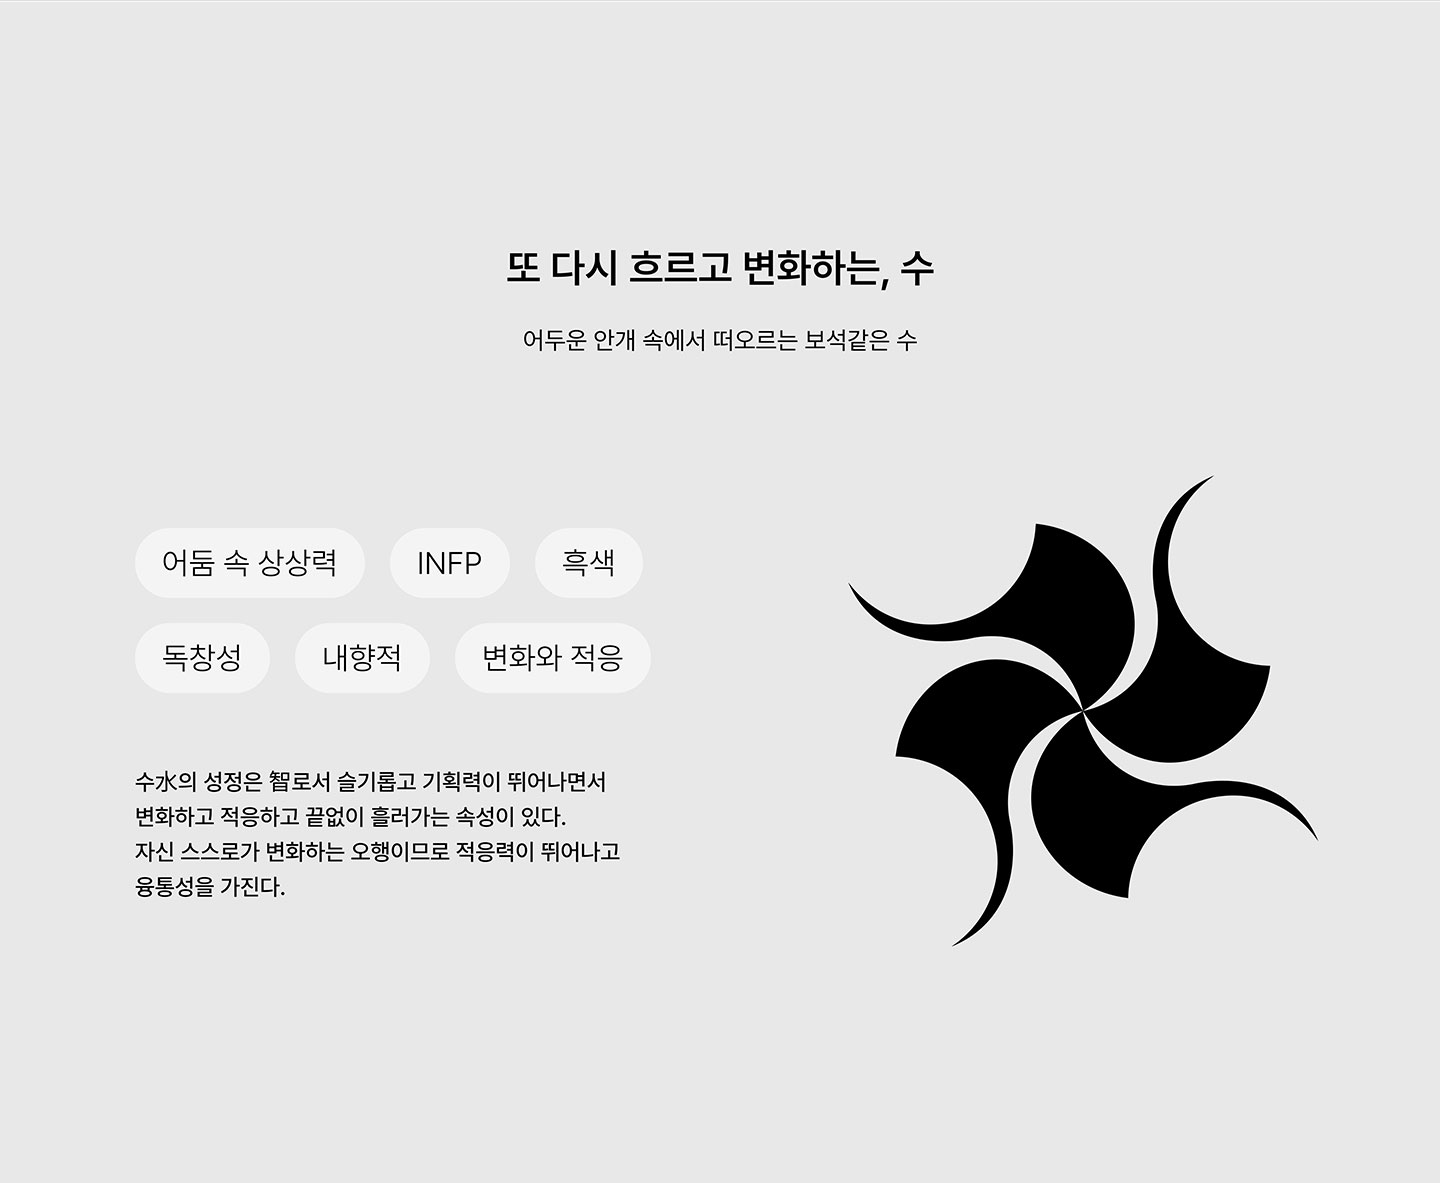 또 다시 흐르고 변화하는, 수
어두운 안개 속에서 떠오르는 보석같은 수
어둠 속 상상력 INFP 흑색
독창성 내향적 변화와 적응
수水의 성정은 智로서 슬기롭고 기획력이 뛰어나면서
변화하고 적응하고 끝없이 흘러가는 속성이 있다.
자신 스스로가 변화하는 오행이므로 적응력이 뛰어나고
융통성을 가진다.